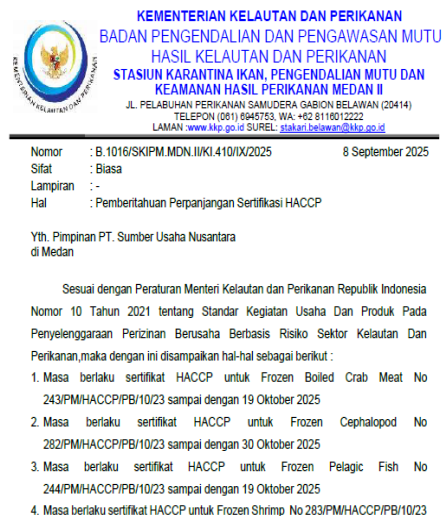 KEMENTERIAN KELAUTAN DAN PERIKANAN
BADAN PENGENDALIAN DAN PENGAWASAN MUTU
HASIL KELAUTAN DAN PERIKANAN
STASIUN KARANTINA IKAN, PENGENDALIAN MUTU DAN
KEAMANAN HASIL PERIKANAN MEDAN II
JL. PELABUHAN PERIKANAN SAMUDERA GABION BELAWAN (20414)
TELEPON (061) 6945753, WA: +62 8116012222
LAMAN :www.kkp.go.id SUREL: stakari.belawan@kkp.go.id
KEMENTERIAN KELAUTAN DAN PERIKANAN
Nomor : B.1016/SKIPM.MDN.II/KI.410/IX/2025 8 September 2025
Sifat : Biasa
Lampiran : -
Hal : Pemberitahuan Perpanjangan Sertifikasi HACCP
Yth. Pimpinan PT. Sumber Usaha Nusantara
di Medan
Sesuai dengan Peraturan Menteri Kelautan dan Perikanan Republik Indonesia
Nomor 10 Tahun 2021 tentang Standar Kegiatan Usaha Dan Produk Pada
Penyelenggaraan Perizinan Berusaha Berbasis Risiko Sektor Kelautan Dan
Perikanan,maka dengan ini disampaikan hal-hal sebagai berikut :
1. Masa berlaku sertifikat HACCP untuk Frozen Boiled Crab Meat No
243/PM/HACCP/PB/10/23 sampai dengan 19 Oktober 2025
2. Masa berlaku sertifikat HACCP untuk Frozen Cephalopod No
282/PM/HACCP/PB/10/23 sampai dengan 30 Oktober 2025
3. Masa berlaku sertifikat HACCP untuk Frozen Pelagic Fish No
244/PM/HACCP/PB/10/23 sampai dengan 19 Oktober 2025
4. Masa berlaku sertifikat HACCP untuk Frozen Shrimp No 283/PM/HACCP/PB/10/23